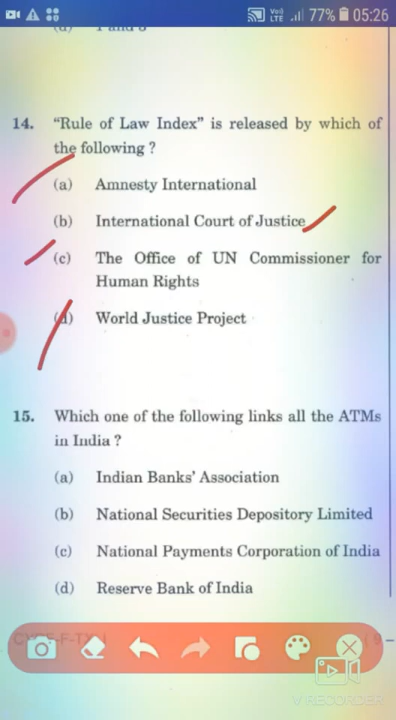 77% 05:26
14. "Rule of Law Index" is released by which of
the following ?
(a) Amnesty International
(b) International Court of Justice
(c) The Office of UN Commissioner for
Human Rights
(d) World Justice Project
15. Which one of the following links all the ATMs
in India ?
(a) Indian Banks' Association
(b) National Securities Depository Limited
(c) National Payments Corporation of India
(d) Reserve Bank of India
V RECORDER